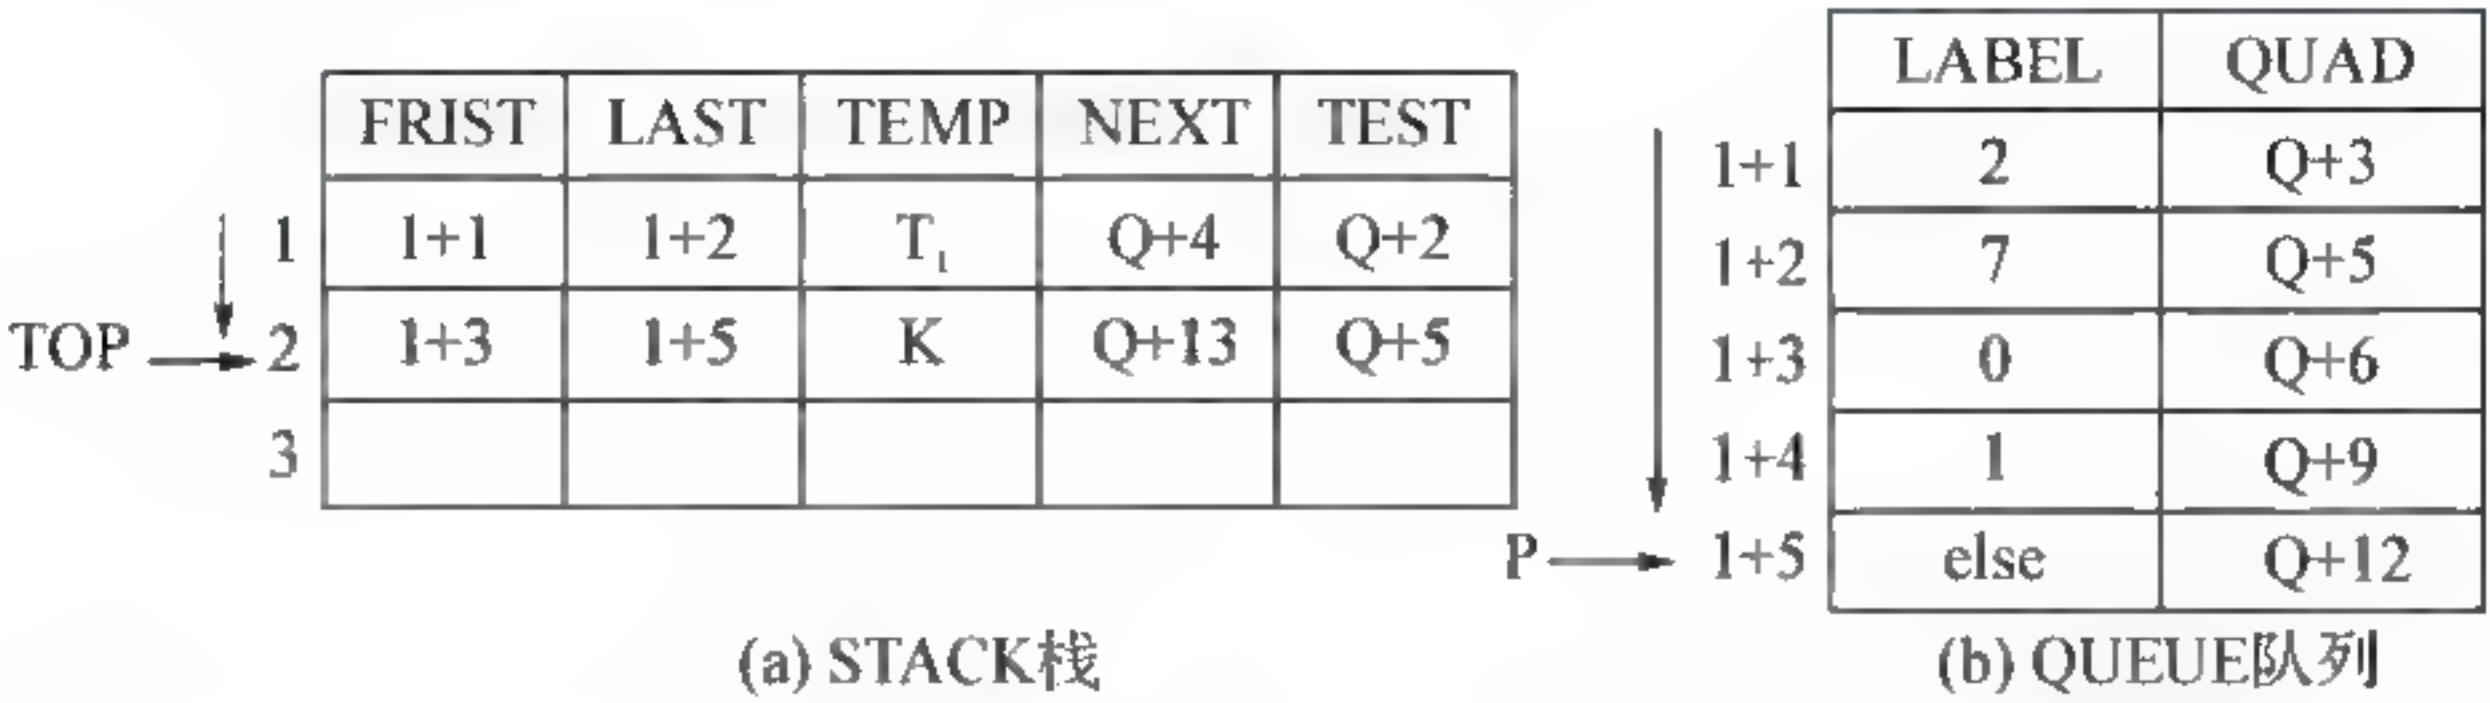 FRIST LAST TEMP NEXT TEST
1 1+1 1+2 T1 Q+4 Q+2
TOP 2 1+3 1+5 K Q+13 Q+5
3
(a) STACK栈
LABEL QUAD
1+1 2 Q+3
1+2 7 Q+5
1+3 0 Q+6
1+4 1 Q+9
P 1+5 else Q+12
(b) QUEUE队列